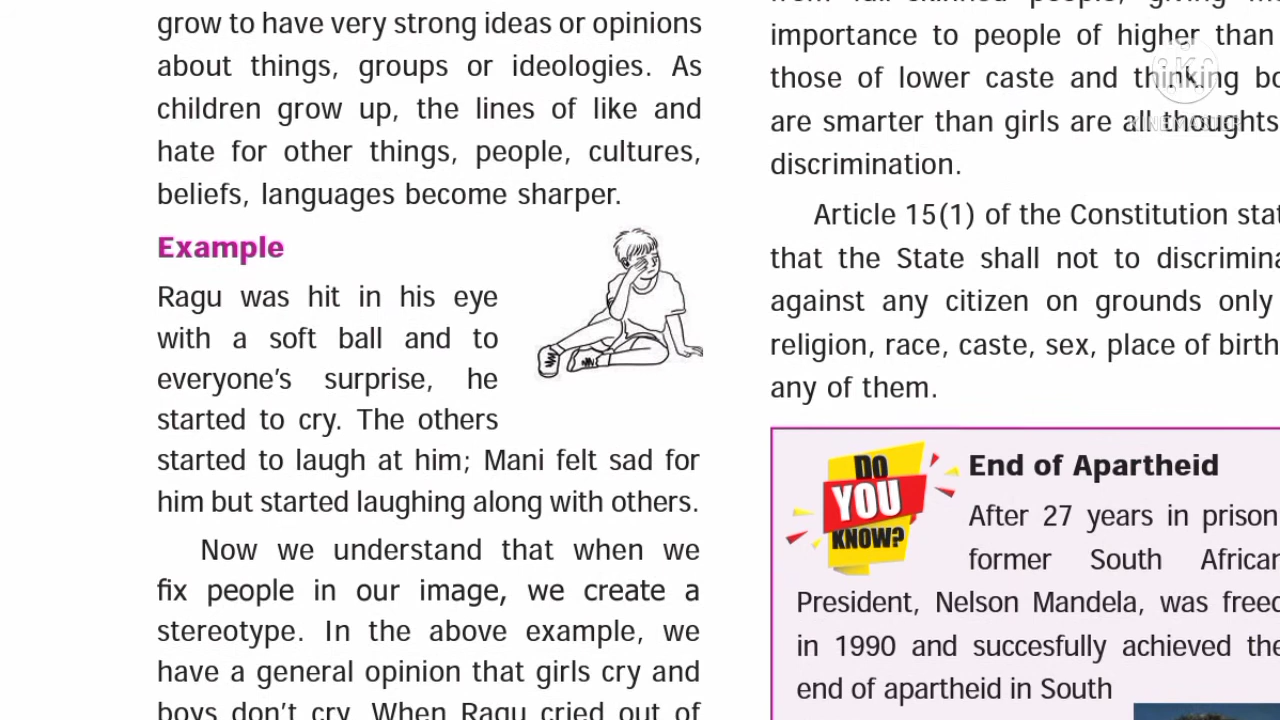 grow to have very strong ideas or opinions
about things, groups or ideologies. As
children grow up, the lines of like and
hate for other things, people, cultures,
beliefs, languages become sharper.
Example
Ragu was hit in his eye
with a soft ball and to
everyone's surprise, he
started to cry. The others
started to laugh at him; Mani felt sad for
him but started laughing along with others.
Now we understand that when we
fix people in our image, we create a
stereotype. In the above example, we
have a general opinion that girls cry and
boys don't cry. When Ragu cried out of
importance to people of higher than
those of lower caste and thinking bo
are smarter than girls are all thoughts
discrimination.
Article 15(1) of the Constitution stat
that the State shall not to discrimina
against any citizen on grounds only
religion, race, caste, sex, place of birth
any of them.
DO
YOU
KNOW?
End of Apartheid
After 27 years in prison,
former South African
President, Nelson Mandela, was freed
in 1990 and succesfully achieved the
end of apartheid in South
KINEMASTER